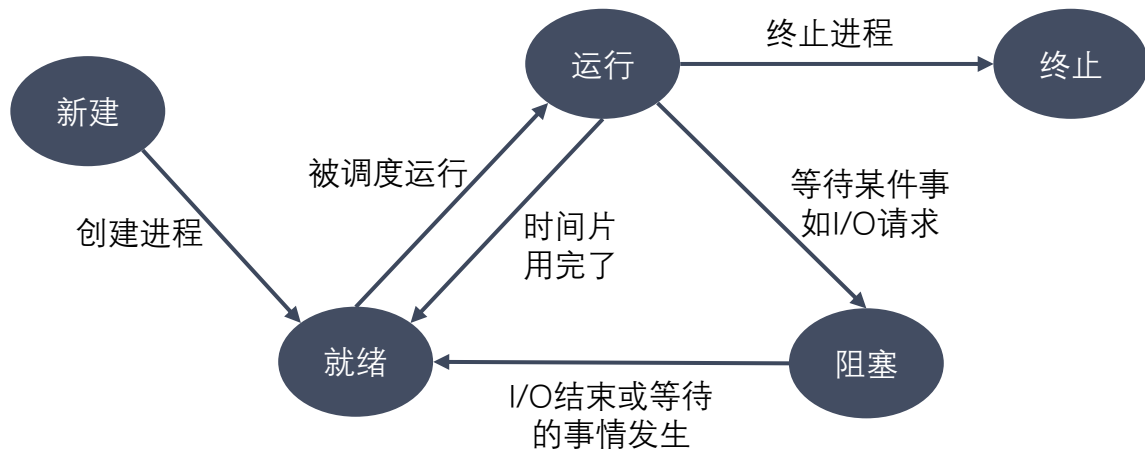 运行
终止进程
终止
新建
被调度运行
等待某件事
如I/O请求
创建进程
时间片
用完了
就绪
阻塞
I/O结束或等待
的事情发生